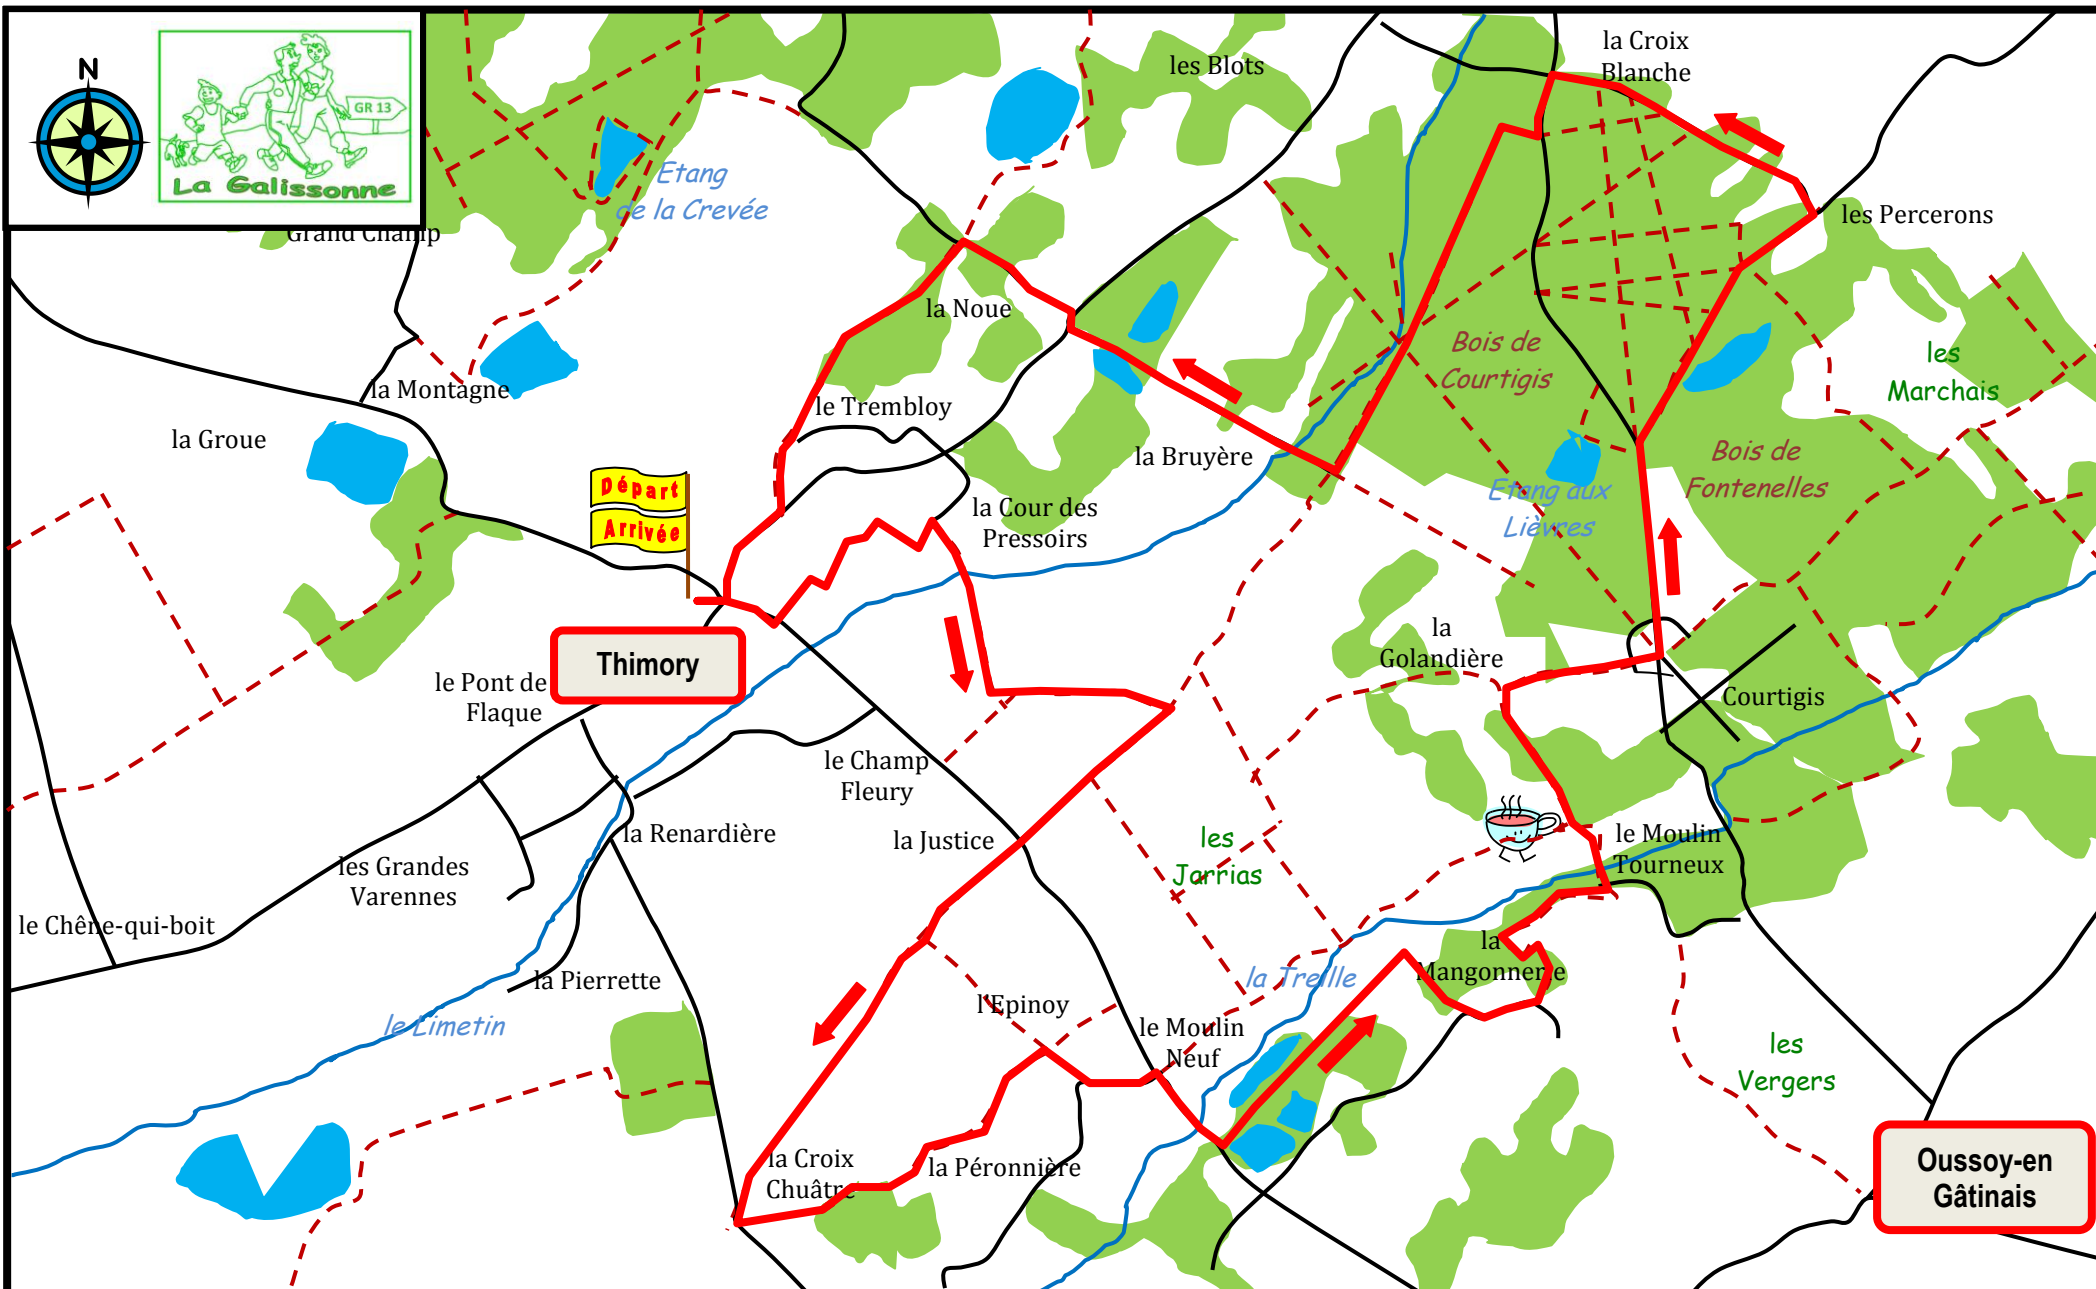 N
GR 13
La Galissonne
Grand Champ
Etang
de la Crevée
les Blots
la Croix
Blanche
les Percerons
la Noue
Bois de
Courtigis
les
Marchais
la Montagne
le Trembloy
la Groue
la Bruyère
Bois de
Fontenelles
Départ
Arrivée
la Cour des
Pressoirs
Etang aux
Lièvres
Thimory
la
Golandière
le Pont de
Flaque
Courtigis
le Champ
Fleury
la Renardière
la Justice
les
Jarrias
le Moulin
Tourneux
les Grandes
Varennes
le Chêne-qui-boit
la
Mangonnerie
la Pierrette
la Treille
l'Epinoy
le Limetin
le Moulin
Neuf
les
Vergers
la Croix
Chuâtre
la Péronnière
Oussoy-en
Gâtinais